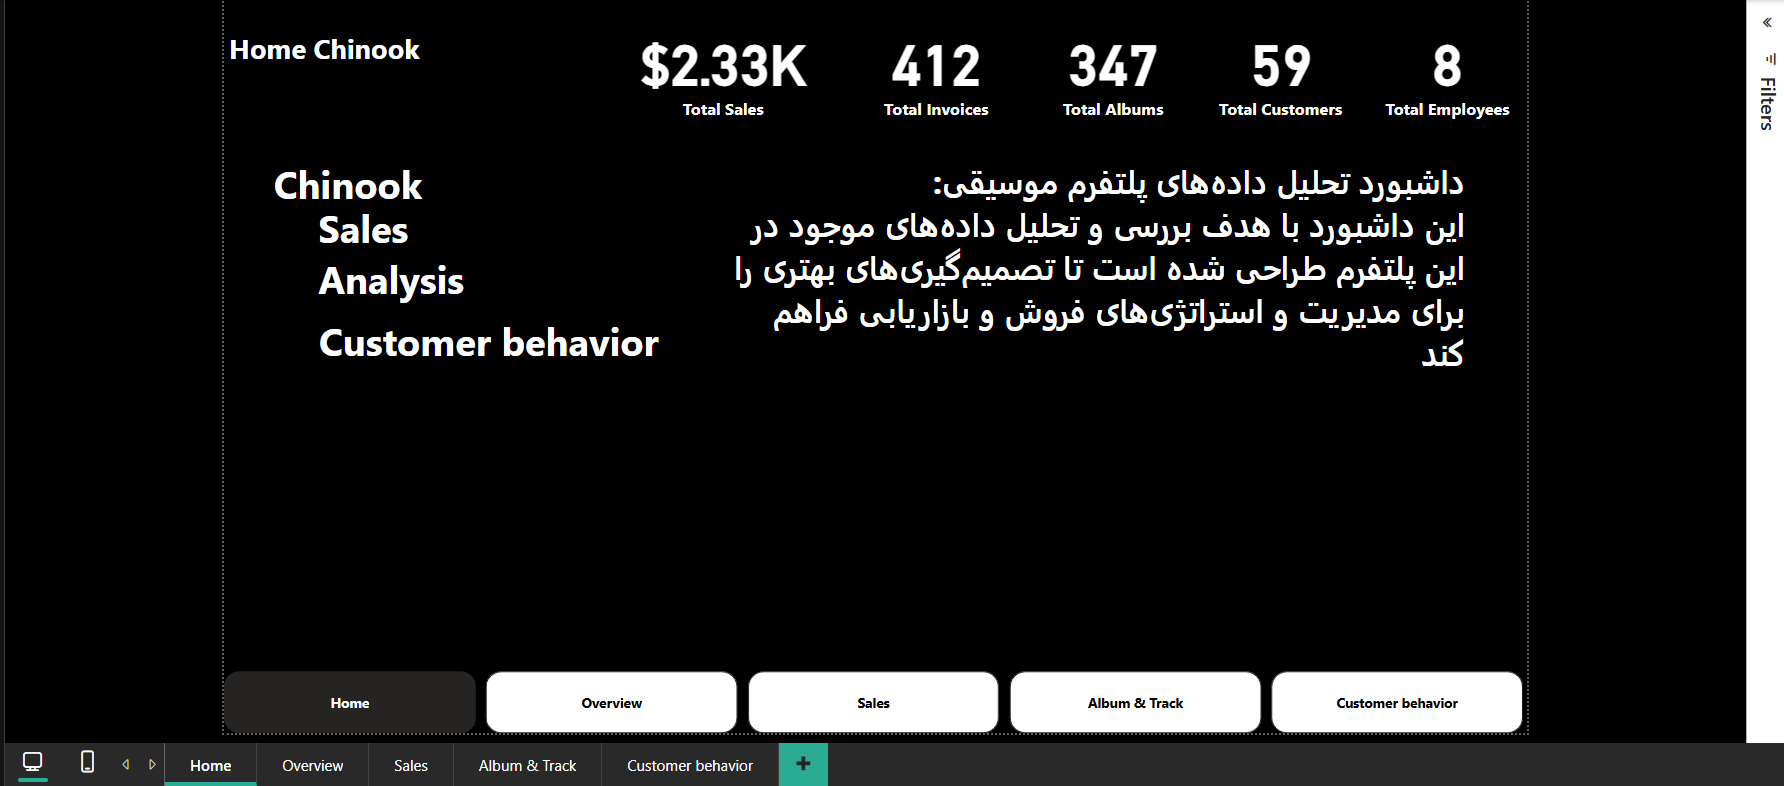 Home Chinook
$2.33K
Total Sales
412
Total Invoices
347
Total Albums
59
Total Customers
8
Total Employees
Filters
Chinook
Sales
Analysis
Customer behavior
داشبورد تحلیل داده‌های پلتفرم موسیقی:
این داشبورد با هدف بررسی و تحلیل داده‌های موجود در
این پلتفرم طراحی شده است تا تصمیم‌گیری‌های بهتری را
برای مدیریت و استراتژی‌های فروش و بازاریابی فراهم
کند
Home
Overview
Sales
Album & Track
Customer behavior
Home
Overview
Sales
Album & Track
Customer behavior